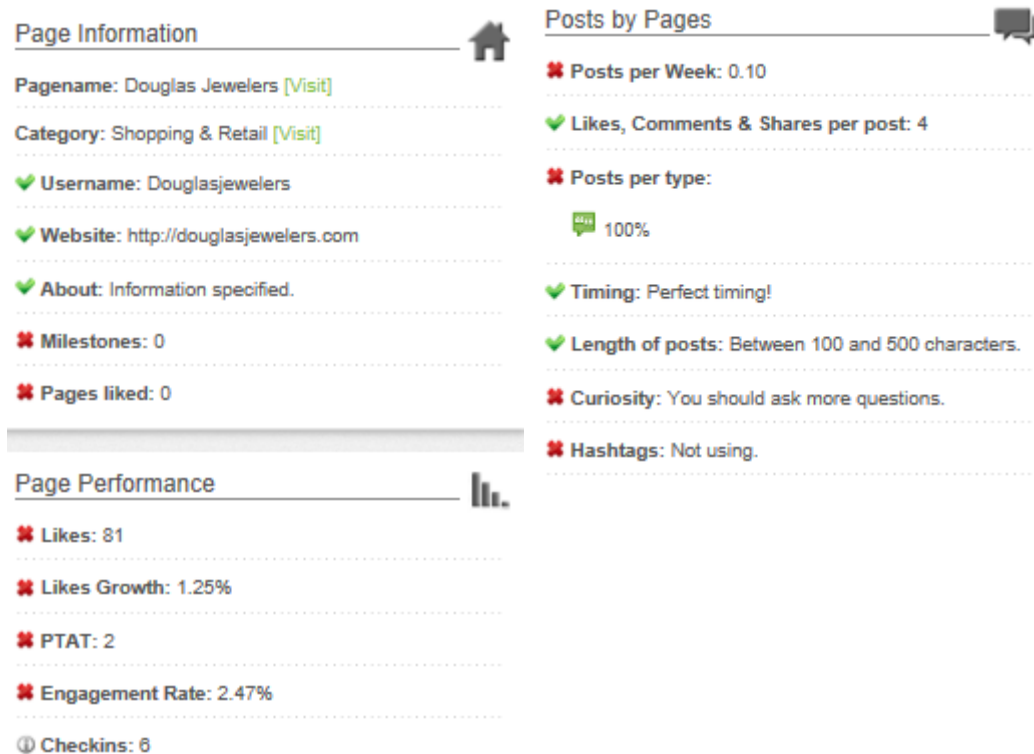 Page Information
Pagename: Douglas Jewelers [Visit]
Category: Shopping & Retail [Visit]
Username: Douglasjewelers
Website: http://douglasjewelers.com
About: Information specified.
Milestones: 0
Pages liked: 0
Page Performance
Likes: 81
Likes Growth: 1.25%
PTAT: 2
Engagement Rate: 2.47%
Checkins: 6
Posts by Pages
Posts per Week: 0.10
Likes, Comments & Shares per post: 4
Posts per type:
100%
Timing: Perfect timing!
Length of posts: Between 100 and 500 characters.
Curiosity: You should ask more questions.
Hashtags: Not using.